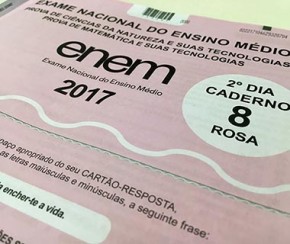 EXAME NACIONAL DO ENSINO MÉDIO
PROVA DE CIÊNCIAS DA NATUREZA E SUAS TECNOLOGIAS
PROVA DE MATEMÁTICA E SUAS TECNOLOGIAS
enem
Exame Nacional do Ensino Médio
2017
2º DIA
CADERNO
8
ROSA
apropriado do seu CARTÃO-RESPOSTA,
as letras maiúsculas e minúsculas, a seguinte frase:
encher-te a vida.